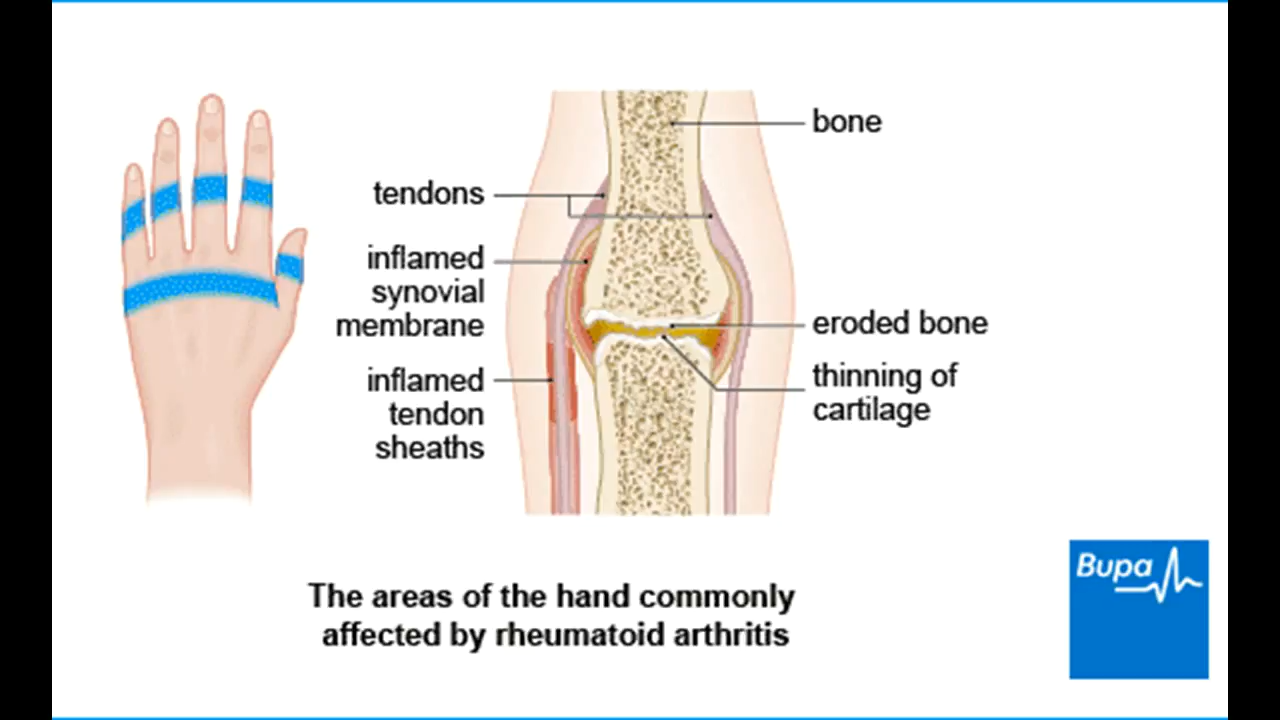 bone
tendons
inflamed
synovial
membrane
eroded bone
thinning of
cartilage
inflamed
tendon
sheaths
The areas of the hand commonly
affected by rheumatoid arthritis
Bupa